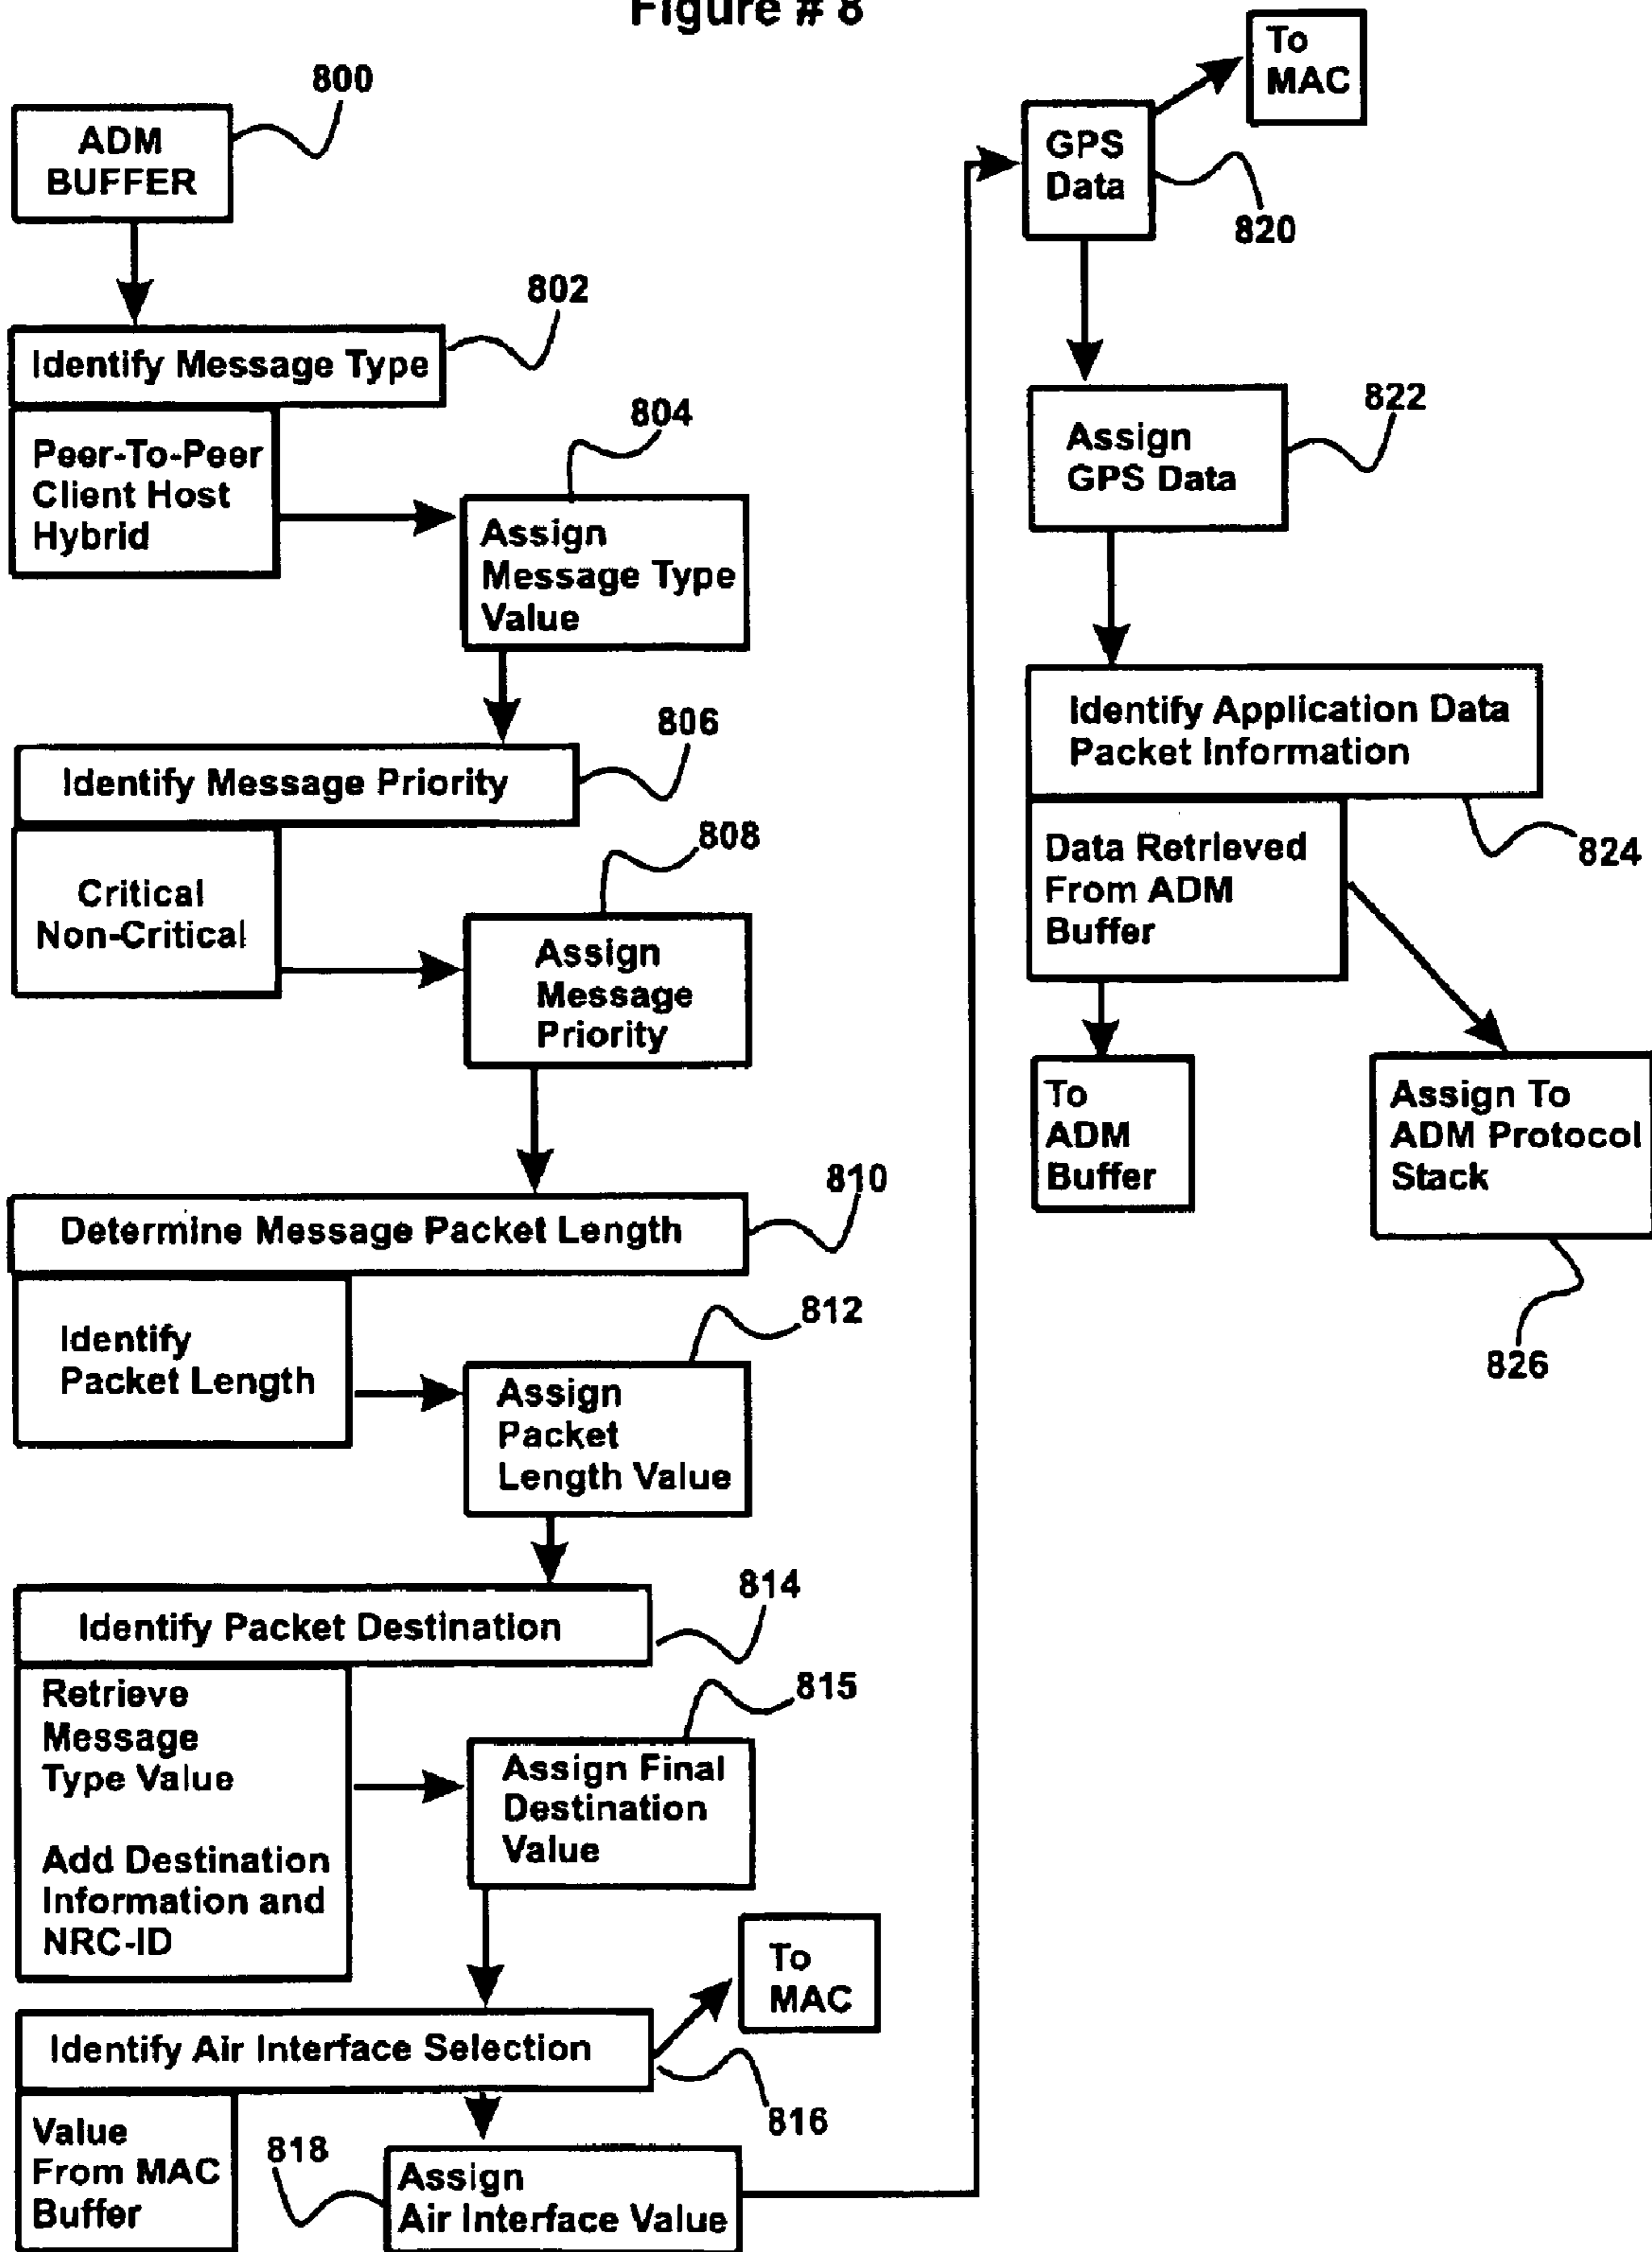 Figure # 8
800
ADM
BUFFER
802
Identify Message Type
Peer-To-Peer
Client Host
Hybrid
804
Assign
Message Type
Value
806
Identify Message Priority
Critical
Non-Critical
808
Assign
Message
Priority
810
Determine Message Packet Length
Identify
Packet Length
812
Assign
Packet
Length Value
814
Identify Packet Destination
Retrieve
Message
Type Value
Add Destination
Information and
NRC-ID
815
Assign Final
Destination
Value
To
MAC
Identify Air Interface Selection
816
Value
From MAC
Buffer
818
Assign
Air Interface Value
To
MAC
GPS
Data
820
822
Assign
GPS Data
Identify Application Data
Packet Information
824
Data Retrieved
From ADM
Buffer
To
ADM
Buffer
Assign To
ADM Protocol
Stack
826